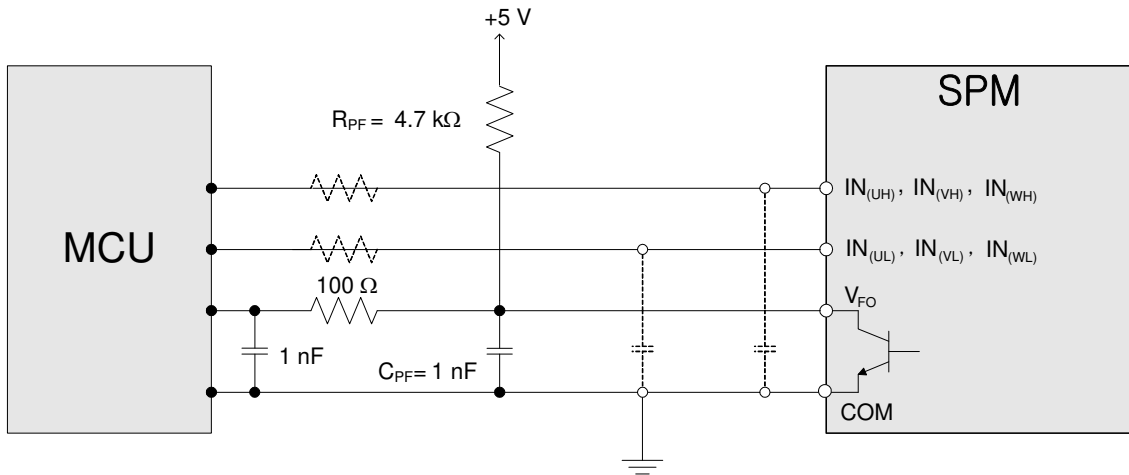 +5 V
SPM
R_PF = 4.7 kΩ
IN_(UH) , IN_(VH) , IN_(WH)
MCU
IN_(UL) , IN_(VL) , IN_(WL)
100 Ω
V_FO
1 nF
C_PF = 1 nF
COM